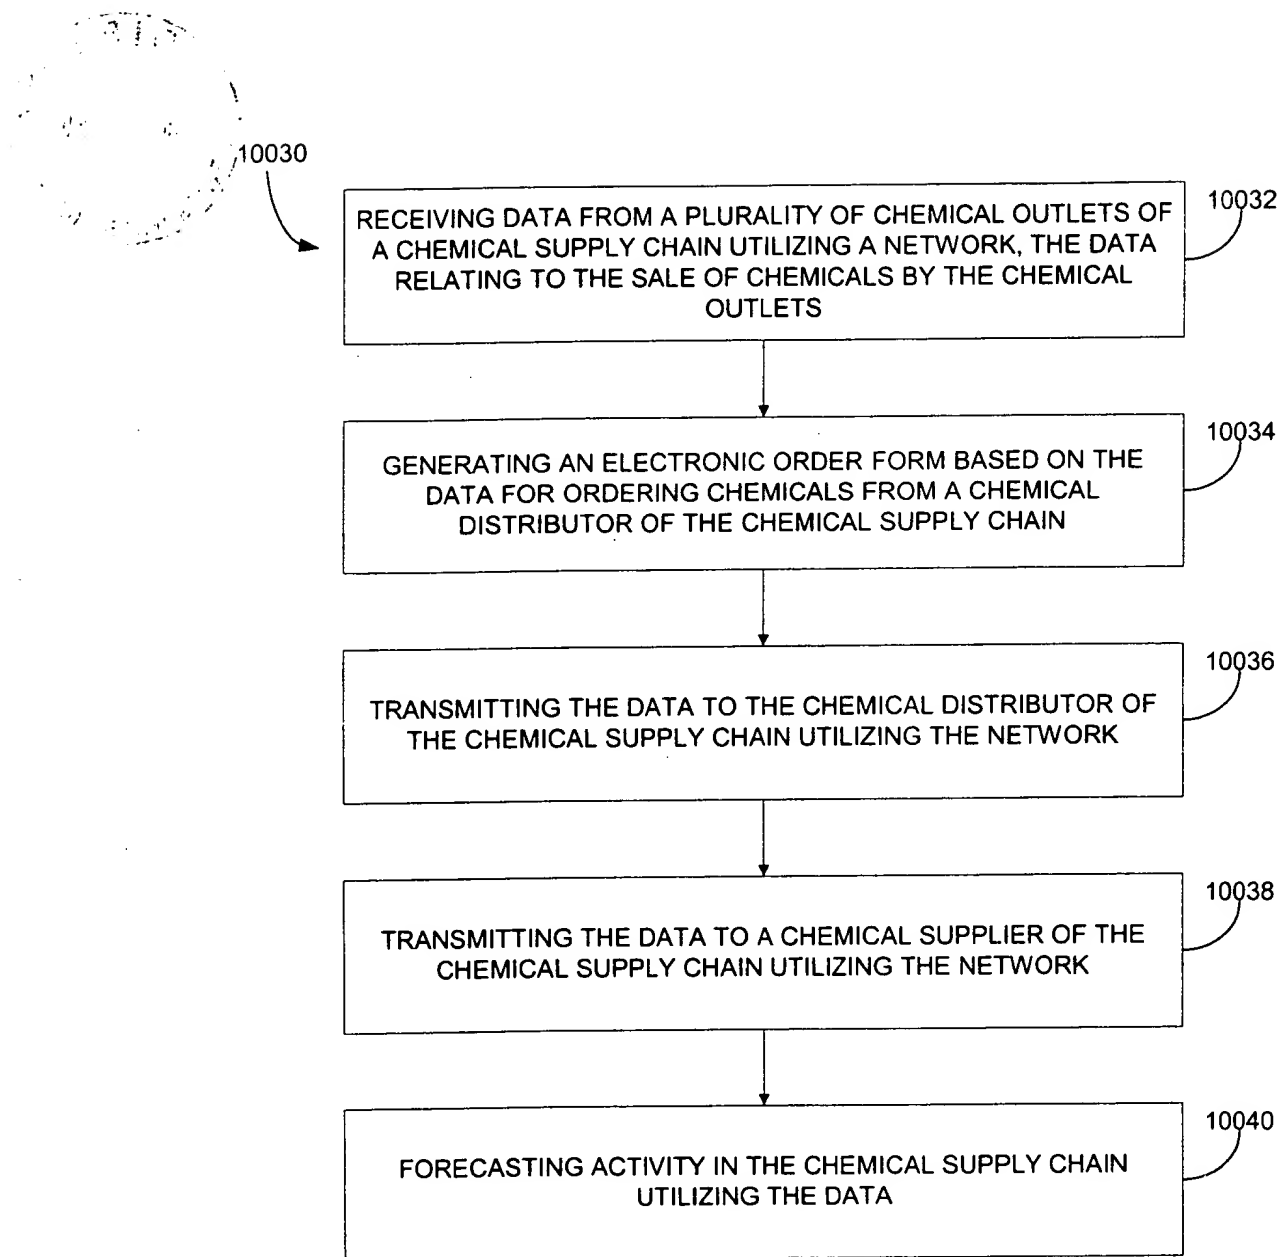 10030
10032
RECEIVING DATA FROM A PLURALITY OF CHEMICAL OUTLETS OF
A CHEMICAL SUPPLY CHAIN UTILIZING A NETWORK, THE DATA
RELATING TO THE SALE OF CHEMICALS BY THE CHEMICAL
OUTLETS
10034
GENERATING AN ELECTRONIC ORDER FORM BASED ON THE
DATA FOR ORDERING CHEMICALS FROM A CHEMICAL
DISTRIBUTOR OF THE CHEMICAL SUPPLY CHAIN
10036
TRANSMITTING THE DATA TO THE CHEMICAL DISTRIBUTOR OF
THE CHEMICAL SUPPLY CHAIN UTILIZING THE NETWORK
10038
TRANSMITTING THE DATA TO A CHEMICAL SUPPLIER OF THE
CHEMICAL SUPPLY CHAIN UTILIZING THE NETWORK
10040
FORECASTING ACTIVITY IN THE CHEMICAL SUPPLY CHAIN
UTILIZING THE DATA